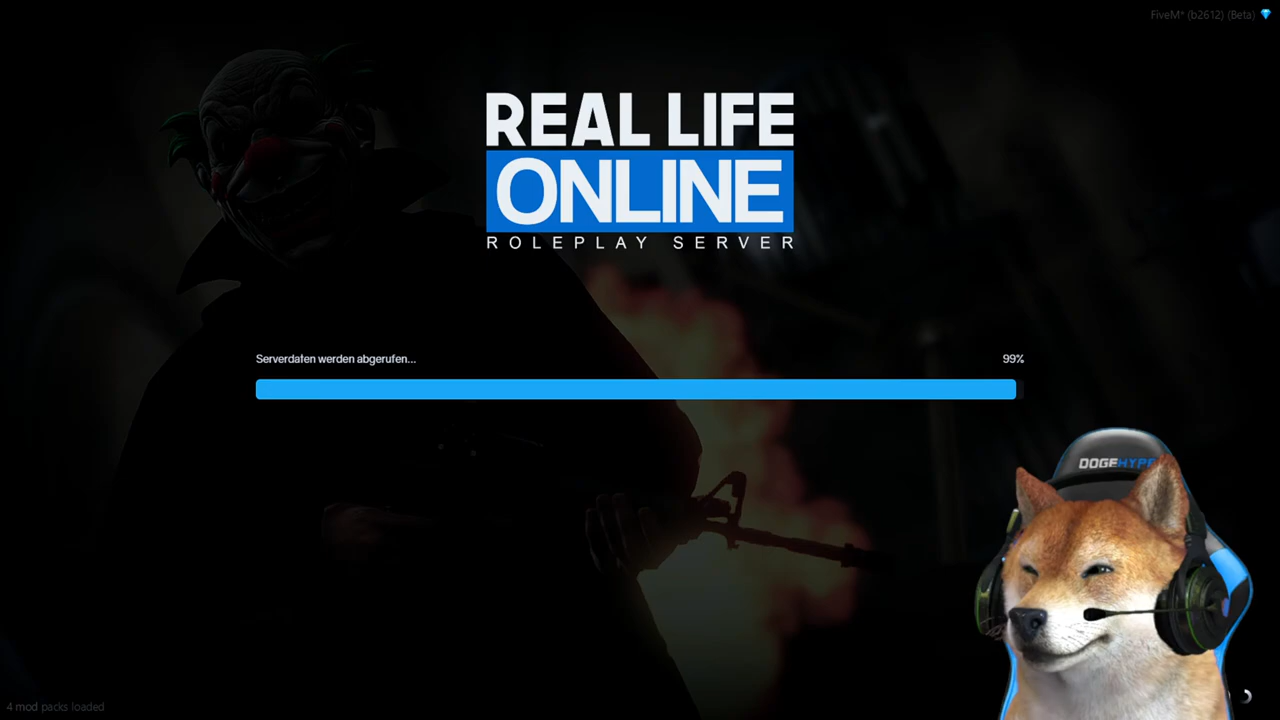 FiveM* (b2612) (Beta)
REAL LIFE
ONLINE
ROLEPLAY SERVER
Serverdaten werden abgerufen...
99%
DOGEHYPE
4 mod packs loaded